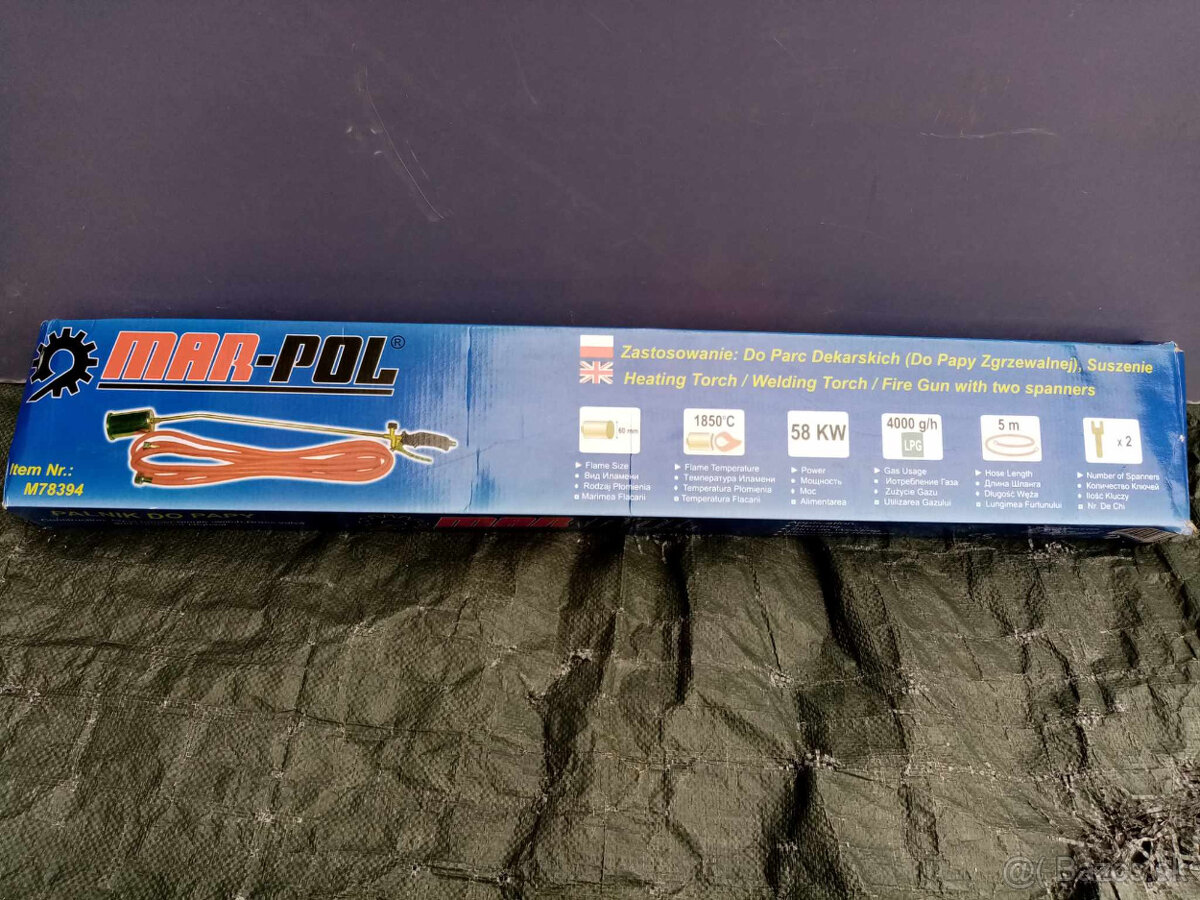 MAR-POL®
Zastosowanie: Do Parc Dekarskich (Do Papy Zgrzewalnej), Suszenie
Heating Torch / Welding Torch / Fire Gun with two spanners
Item Nr.:
M78394
60 mm
Flame Size
Вид Иламени
Rodzaj Płomienia
Marimea Flacarii
1850°C
Flame Temperature
Температура Иламени
Temperatura Płomienia
Temperatura Flacarii
58 KW
Power
Мощность
Moc
Alimentarea
4000 g/h
LPG
Gas Usage
Иотребление Газа
Zużycie Gazu
Utilizarea Gazului
5 m
Hose Length
Длина Шланга
Długość Węża
Lungimea Furtunului
x 2
Number of Spanners
Количество Ключей
Ilość Kluczy
Nr. De Chi
PALNIK DO PAPY
@( Bazos.sk